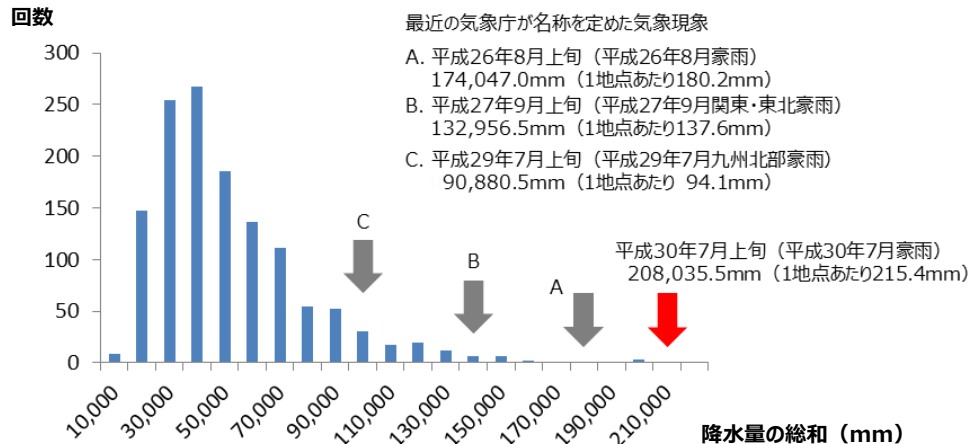 回数
最近の気象庁が名称を定めた気象現象
A. 平成26年8月上旬（平成26年8月豪雨）
174,047.0mm（1地点あたり180.2mm）
B. 平成27年9月上旬（平成27年9月関東・東北豪雨）
132,956.5mm（1地点あたり137.6mm）
C. 平成29年7月上旬（平成29年7月九州北部豪雨）
90,880.5mm（1地点あたり 94.1mm）
平成30年7月上旬（平成30年7月豪雨）
208,035.5mm（1地点あたり215.4mm）
C
B
A
300
250
200
150
100
50
0
10,000
30,000
50,000
70,000
90,000
110,000
130,000
150,000
170,000
190,000
210,000
降水量の総和（mm）